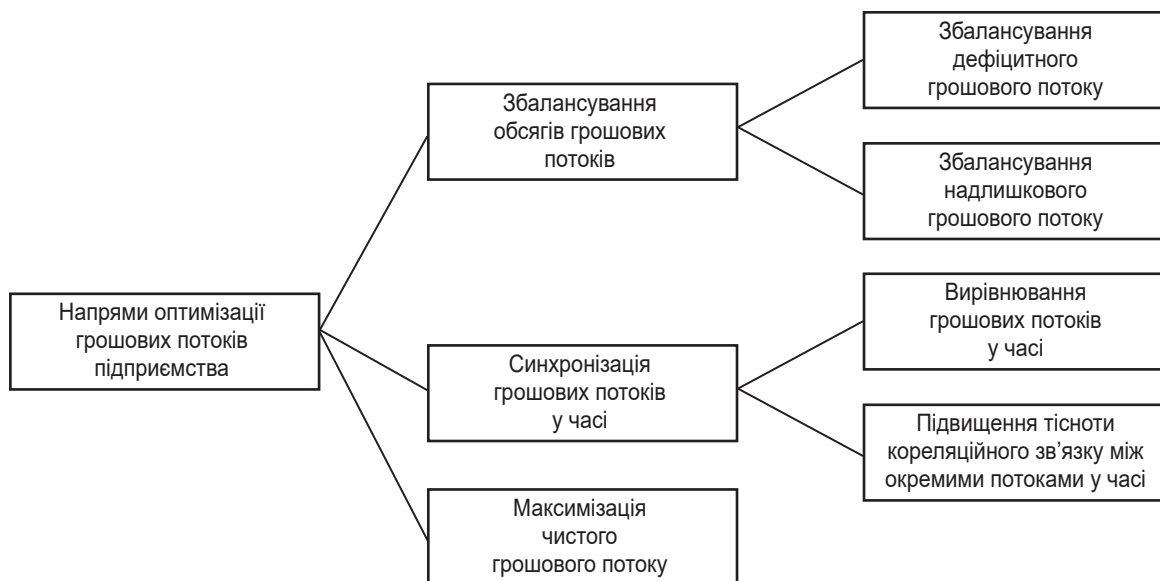 Напрями оптимізації
грошових потоків
підприємства
Збалансування
обсягів грошових
потоків
Збалансування
дефіцитного
грошового потоку
Збалансування
надлишкового
грошового потоку
Синхронізація
грошових потоків
у часі
Вирівнювання
грошових потоків
у часі
Підвищення тісноти
кореляційного зв’язку між
окремими потоками у часі
Максимізація
чистого
грошового потоку